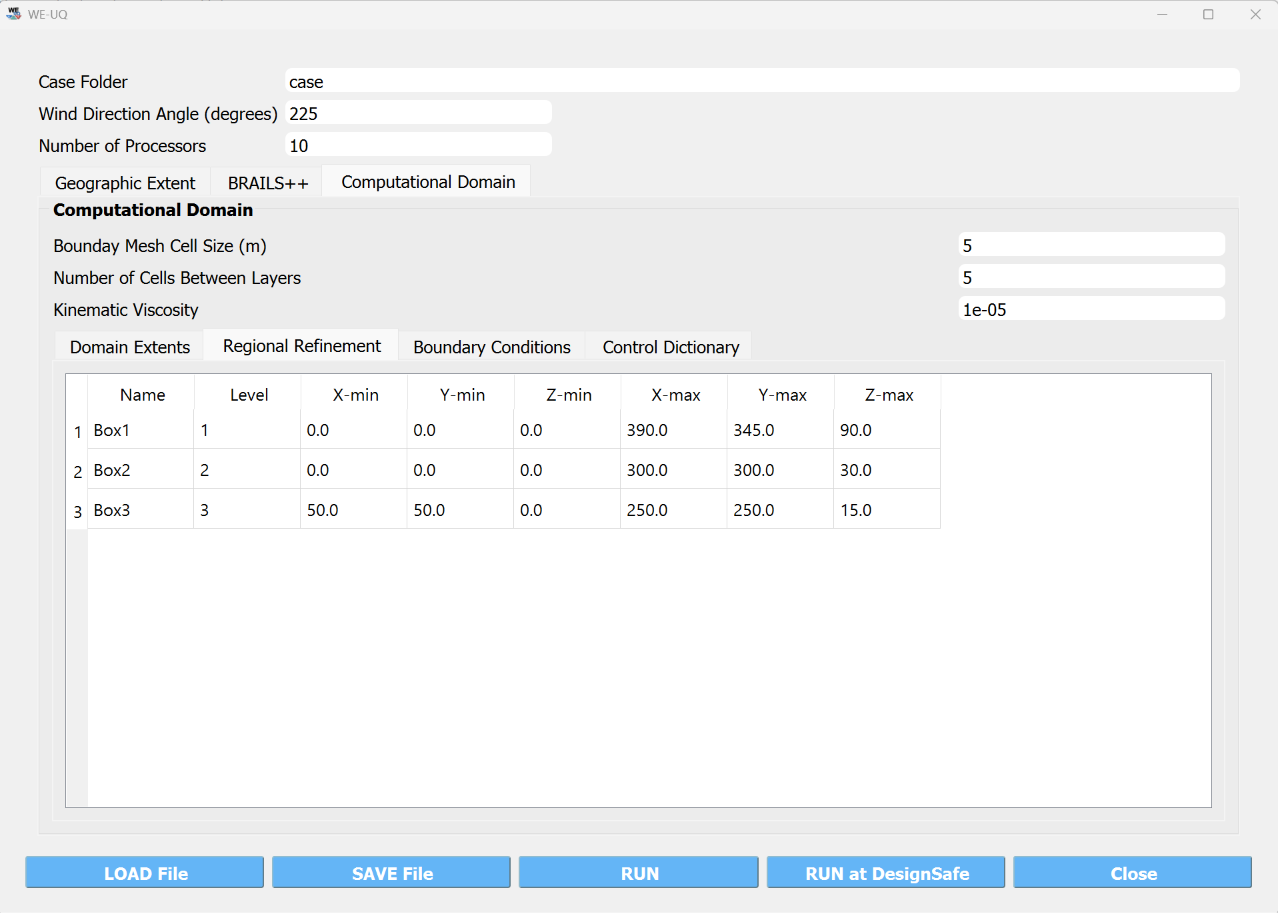 WE-UQ
Case Folder case
Wind Direction Angle (degrees) 225
Number of Processors 10
Geographic Extent BRAILS++ Computational Domain
Computational Domain
Bounday Mesh Cell Size (m) 5
Number of Cells Between Layers 5
Kinematic Viscosity 1e-05
Domain Extents Regional Refinement Boundary Conditions Control Dictionary
Name Level X-min Y-min Z-min X-max Y-max Z-max
1 Box1 1 0.0 0.0 0.0 390.0 345.0 90.0
2 Box2 2 0.0 0.0 0.0 300.0 300.0 30.0
3 Box3 3 50.0 50.0 0.0 250.0 250.0 15.0
LOAD File SAVE File RUN RUN at DesignSafe Close